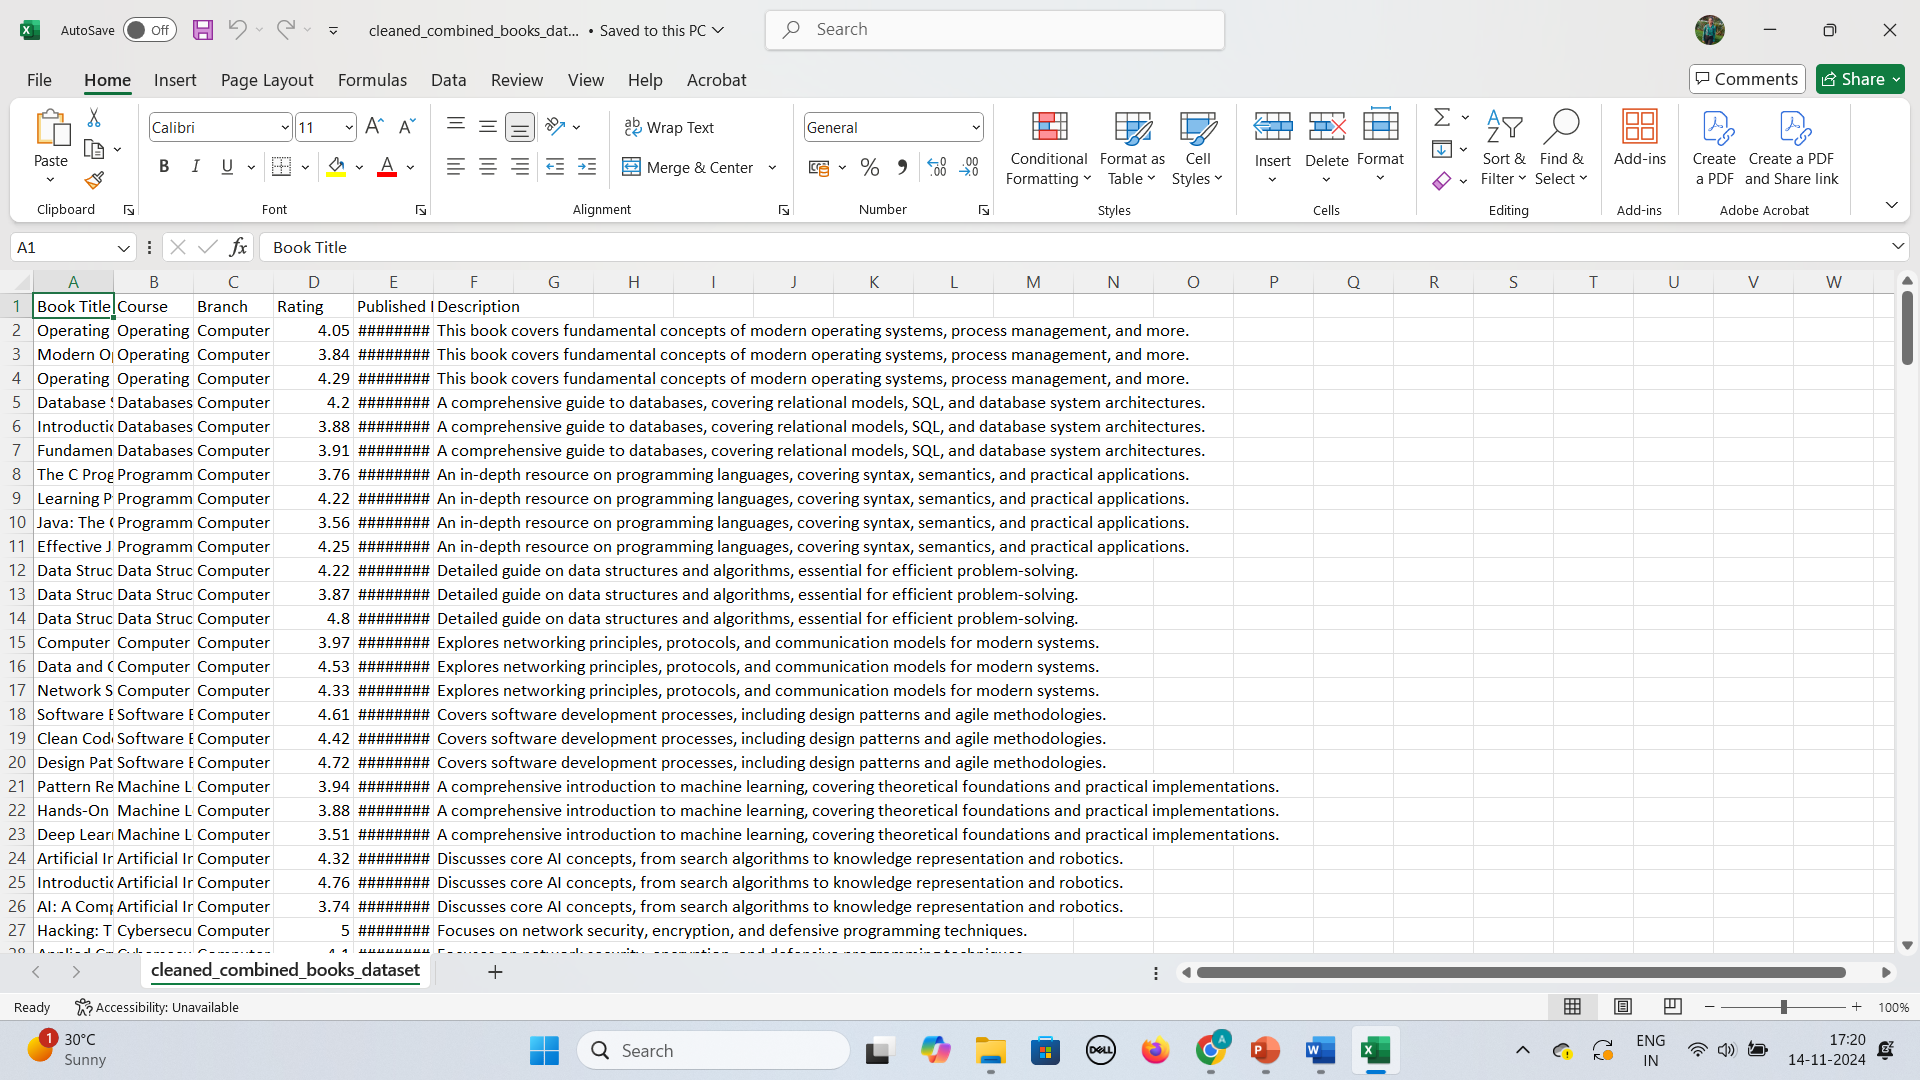 AutoSave Off cleaned_combined_books_dat... • Saved to this PC Search
File Home Insert Page Layout Formulas Data Review View Help Acrobat Comments Share
Paste Calibri 11 Wrap Text General Conditional Formatting Format as Table Cell Styles Insert Delete Format Sort & Filter Find & Select Add-ins Create a PDF Create a PDF and Share link
B I U A Merge & Center % 
Clipboard Font Alignment Number Styles Cells Editing Add-ins Adobe Acrobat
A1 fx Book Title
A B C D E F G H I J K L M N O P Q R S T U V W
1 Book Title Course Branch Rating Published Description
2 Operating Operating Computer 4.05 ######## This book covers fundamental concepts of modern operating systems, process management, and more.
3 Modern O Operating Computer 3.84 ######## This book covers fundamental concepts of modern operating systems, process management, and more.
4 Operating Operating Computer 4.29 ######## This book covers fundamental concepts of modern operating systems, process management, and more.
5 Database Databases Computer 4.2 ######## A comprehensive guide to databases, covering relational models, SQL, and database system architectures.
6 Introductic Databases Computer 3.88 ######## A comprehensive guide to databases, covering relational models, SQL, and database system architectures.
7 Fundamen Databases Computer 3.91 ######## A comprehensive guide to databases, covering relational models, SQL, and database system architectures.
8 The C Prog Programm Computer 3.76 ######## An in-depth resource on programming languages, covering syntax, semantics, and practical applications.
9 Learning P Programm Computer 4.22 ######## An in-depth resource on programming languages, covering syntax, semantics, and practical applications.
10 Java: The Programm Computer 3.56 ######## An in-depth resource on programming languages, covering syntax, semantics, and practical applications.
11 Effective J Programm Computer 4.25 ######## An in-depth resource on programming languages, covering syntax, semantics, and practical applications.
12 Data Struc Data Struc Computer 4.22 ######## Detailed guide on data structures and algorithms, essential for efficient problem-solving.
13 Data Struc Data Struc Computer 3.87 ######## Detailed guide on data structures and algorithms, essential for efficient problem-solving.
14 Data Struc Data Struc Computer 4.8 ######## Detailed guide on data structures and algorithms, essential for efficient problem-solving.
15 Computer Computer Computer 3.97 ######## Explores networking principles, protocols, and communication models for modern systems.
16 Data and C Computer Computer 4.53 ######## Explores networking principles, protocols, and communication models for modern systems.
17 Network S Computer Computer 4.33 ######## Explores networking principles, protocols, and communication models for modern systems.
18 Software E Software E Computer 4.61 ######## Covers software development processes, including design patterns and agile methodologies.
19 Clean Code Software E Computer 4.42 ######## Covers software development processes, including design patterns and agile methodologies.
20 Design Pat Software E Computer 4.72 ######## Covers software development processes, including design patterns and agile methodologies.
21 Pattern Re Machine L Computer 3.94 ######## A comprehensive introduction to machine learning, covering theoretical foundations and practical implementations.
22 Hands-On Machine L Computer 3.88 ######## A comprehensive introduction to machine learning, covering theoretical foundations and practical implementations.
23 Deep Lear Machine L Computer 3.51 ######## A comprehensive introduction to machine learning, covering theoretical foundations and practical implementations.
24 Artificial In Artificial In Computer 4.32 ######## Discusses core AI concepts, from search algorithms to knowledge representation and robotics.
25 Introductic Artificial In Computer 4.76 ######## Discusses core AI concepts, from search algorithms to knowledge representation and robotics.
26 AI: A Comp Artificial In Computer 3.74 ######## Discusses core AI concepts, from search algorithms to knowledge representation and robotics.
27 Hacking: T Cybersecu Computer 5 ######## Focuses on network security, encryption, and defensive programming techniques.
cleaned_combined_books_dataset
Ready Accessibility: Unavailable 100%
1 30°C Search DELL ENG 17:20
Sunny IN 14-11-2024